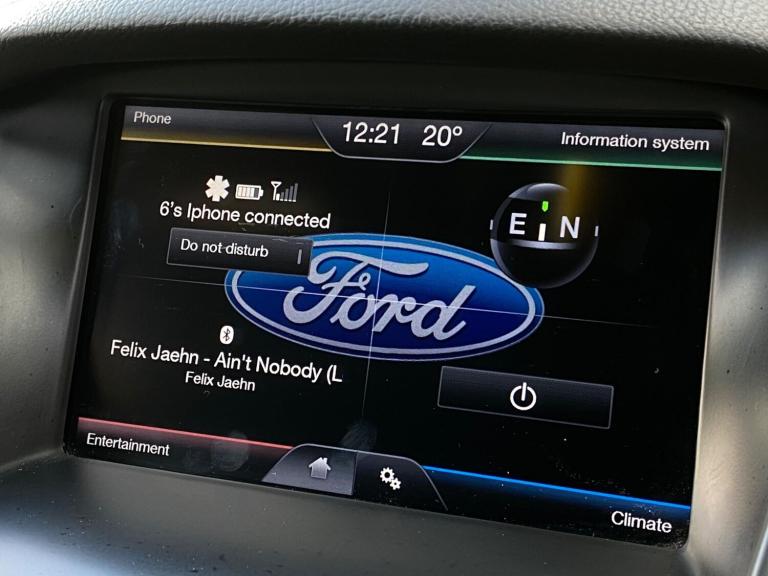 Phone
12:21 20°
Information system
6's Iphone connected
Do not disturb
E N
Ford
Felix Jaehn - Ain't Nobody (L
Felix Jaehn
Entertainment
Climate